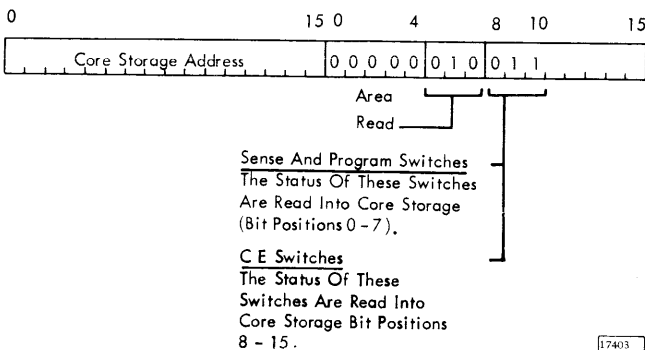 0 15 0 4 8 10 15
Core Storage Address 0 0 0 0 0 0 1 0 0 1 1
Area
Read
Sense And Program Switches
The Status Of These Switches
Are Read Into Core Storage
(Bit Positions 0 - 7).
C E Switches
The Status Of These
Switches Are Read Into
Core Storage Bit Positions
8 - 15.
17403